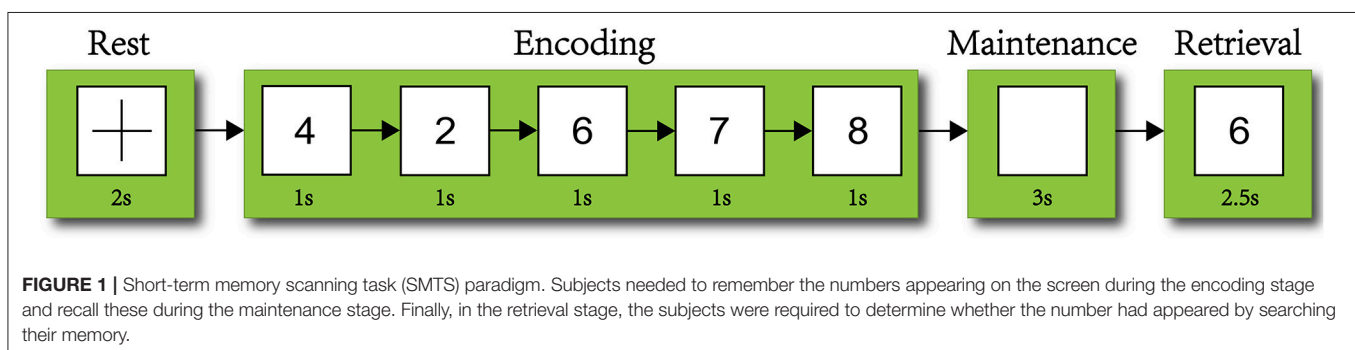 Rest Encoding Maintenance Retrieval
4 2 6 7 8 6
2s 1s 1s 1s 1s 1s 3s 2.5s
FIGURE 1 | Short-term memory scanning task (SMTS) paradigm. Subjects needed to remember the numbers appearing on the screen during the encoding stage
and recall these during the maintenance stage. Finally, in the retrieval stage, the subjects were required to determine whether the number had appeared by searching
their memory.